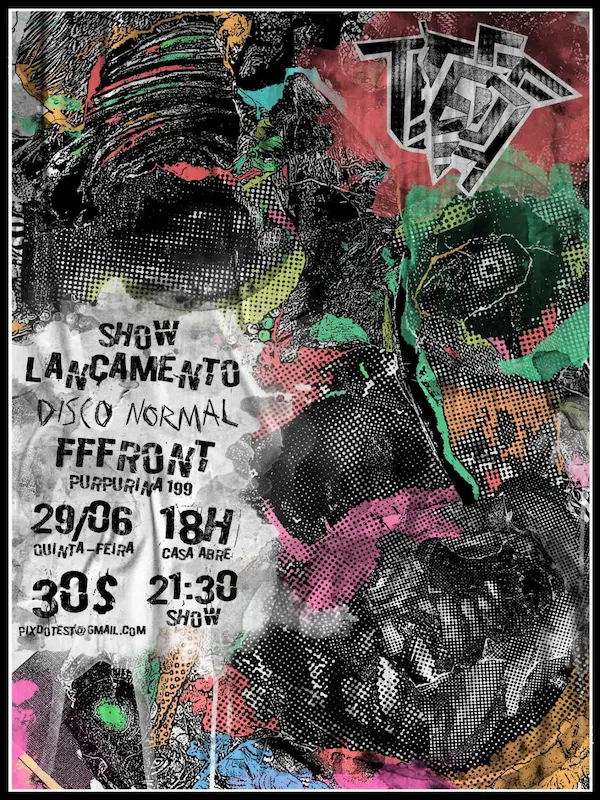 TEST
SHOW
LANÇAMENTO
DISCO NORMAL
FFFRONT
PURPURINA 199
29/06
QUINTA-FEIRA
18H
CASA ABRE
30$
PIXDOTEST@GMAIL.COM
21:30
SHOW